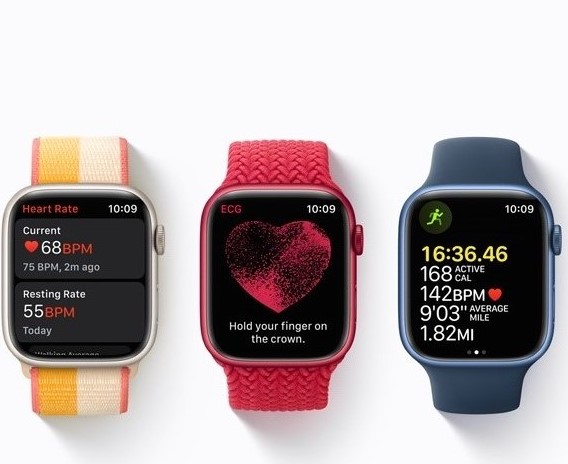 Heart Rate 10:09
Current
68BPM
75 BPM, 2m ago
Resting Rate
55BPM
Today
Walking Average
ECG 10:09
Hold your finger on
the crown.
10:09
16:36.46
168 ACTIVE CAL
142BPM
9'03" AVERAGE MILE
1.82MI